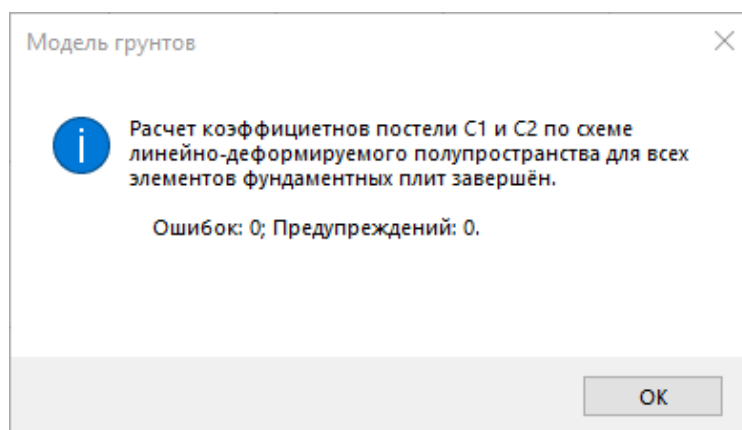 Модель грунтов
Расчет коэффициетнов постели С1 и С2 по схеме
линейно-деформируемого полупространства для всех
элементов фундаментных плит завершён.
Ошибок: 0; Предупреждений: 0.
ОК